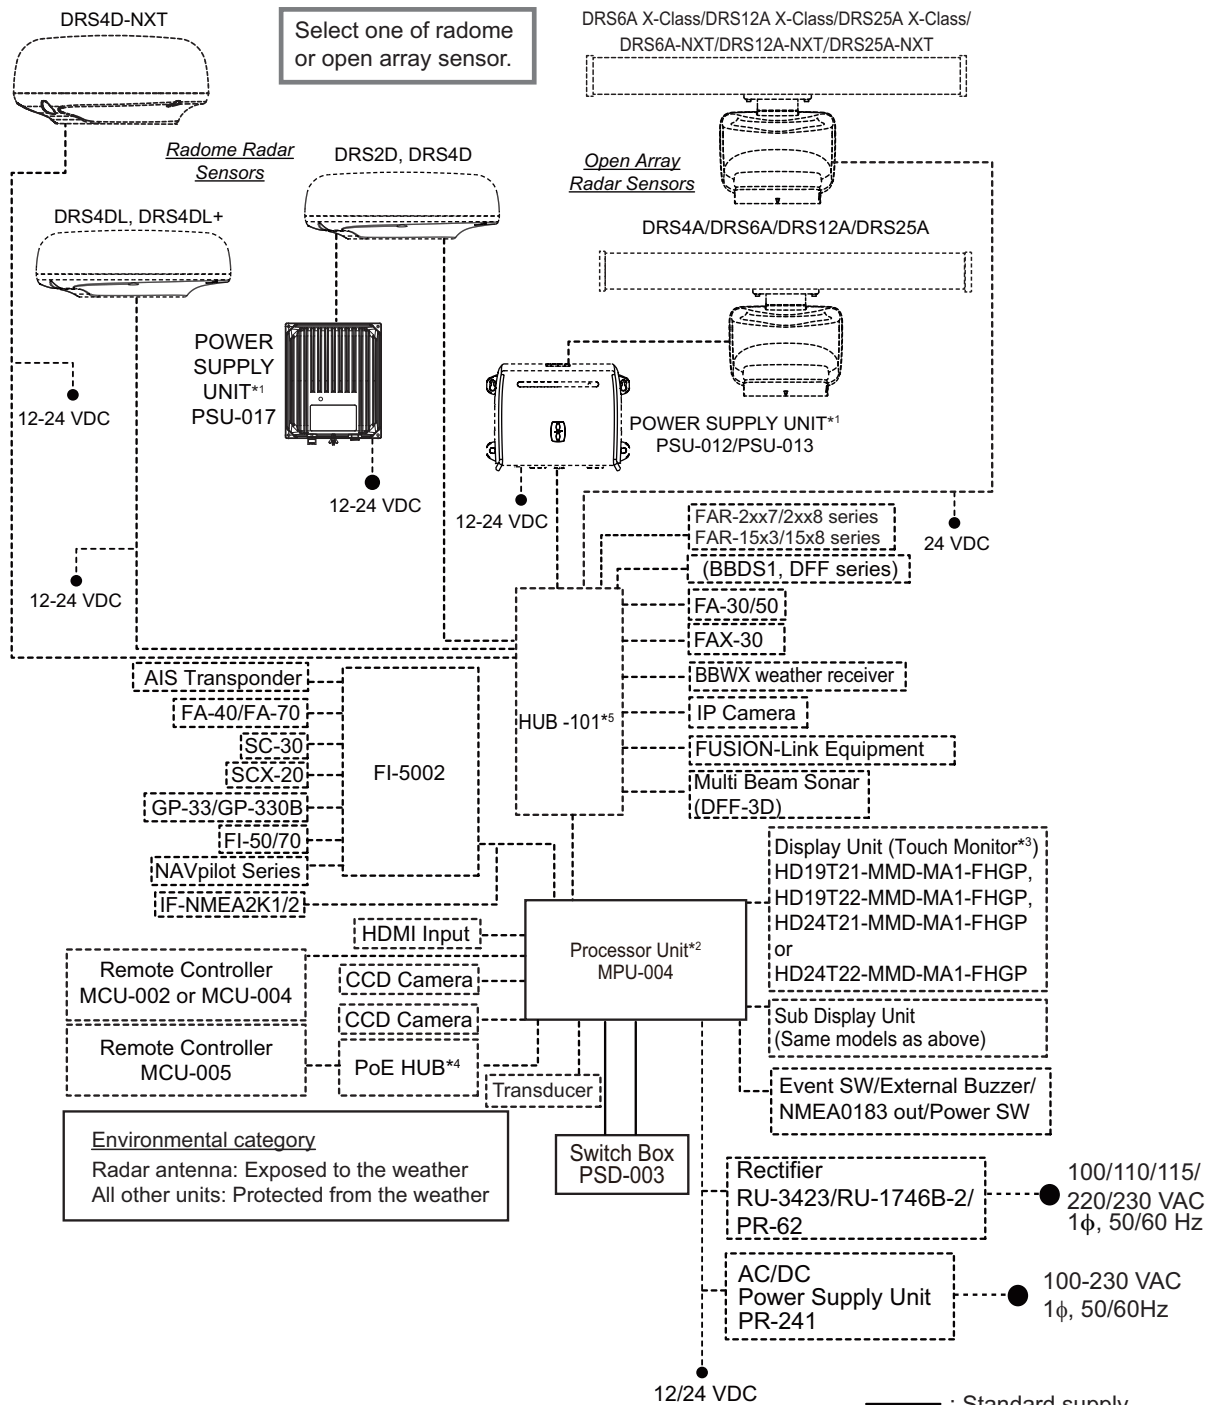 DRS4D-NXT
Select one of radome
or open array sensor.
DRS6A X-Class/DRS12A X-Class/DRS25A X-Class/
DRS6A-NXT/DRS12A-NXT/DRS25A-NXT
Radome Radar
Sensors
DRS2D, DRS4D
Open Array
Radar Sensors
DRS4DL, DRS4DL+
DRS4A/DRS6A/DRS12A/DRS25A
POWER
SUPPLY
UNIT*1
PSU-017
12-24 VDC
POWER SUPPLY UNIT*1
PSU-012/PSU-013
12-24 VDC
12-24 VDC
24 VDC
12-24 VDC
FAR-2xx7/2xx8 series
FAR-15x3/15x8 series
(BBDS1, DFF series)
FA-30/50
FAX-30
BBWX weather receiver
IP Camera
FUSION-Link Equipment
Multi Beam Sonar
(DFF-3D)
HUB -101*5
AIS Transponder
FA-40/FA-70
SC-30
SCX-20
GP-33/GP-330B
FI-50/70
NAVpilot Series
IF-NMEA2K1/2
FI-5002
Display Unit (Touch Monitor*3)
HD19T21-MMD-MA1-FHGP,
HD19T22-MMD-MA1-FHGP,
HD24T21-MMD-MA1-FHGP
or
HD24T22-MMD-MA1-FHGP
HDMI Input
Processor Unit*2
MPU-004
Remote Controller
MCU-002 or MCU-004
CCD Camera
CCD Camera
Sub Display Unit
(Same models as above)
Remote Controller
MCU-005
PoE HUB*4
Transducer
Event SW/External Buzzer/
NMEA0183 out/Power SW
Environmental category
Radar antenna: Exposed to the weather
All other units: Protected from the weather
Switch Box
PSD-003
Rectifier
RU-3423/RU-1746B-2/
PR-62
100/110/115/
220/230 VAC
1ϕ, 50/60 Hz
AC/DC
Power Supply Unit
PR-241
100-230 VAC
1ϕ, 50/60Hz
12/24 VDC
: Standard supply